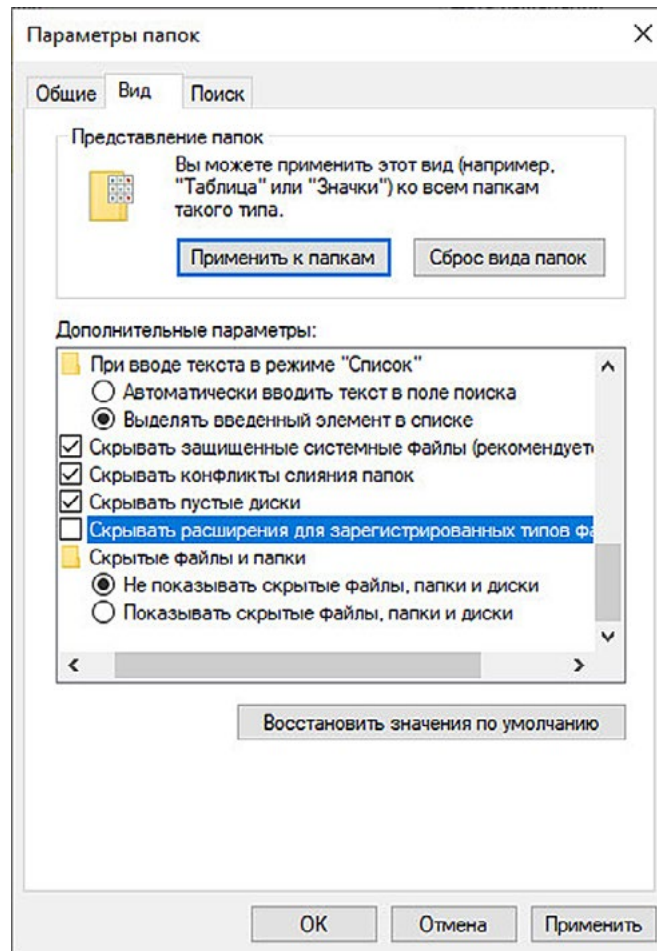 Параметры папок
Общие
Вид
Поиск
Представление папок
Вы можете применить этот вид (например,
"Таблица" или "Значки") ко всем папкам
такого типа.
Применить к папкам
Сброс вида папок
Дополнительные параметры:
При вводе текста в режиме "Список"
Автоматически вводить текст в поле поиска
Выделять введенный элемент в списке
Скрывать защищенные системные файлы (рекомендует
Скрывать конфликты слияния папок
Скрывать пустые диски
Скрывать расширения для зарегистрированных типов фа
Скрытые файлы и папки
Не показывать скрытые файлы, папки и диски
Показывать скрытые файлы, папки и диски
Восстановить значения по умолчанию
ОК
Отмена
Применить